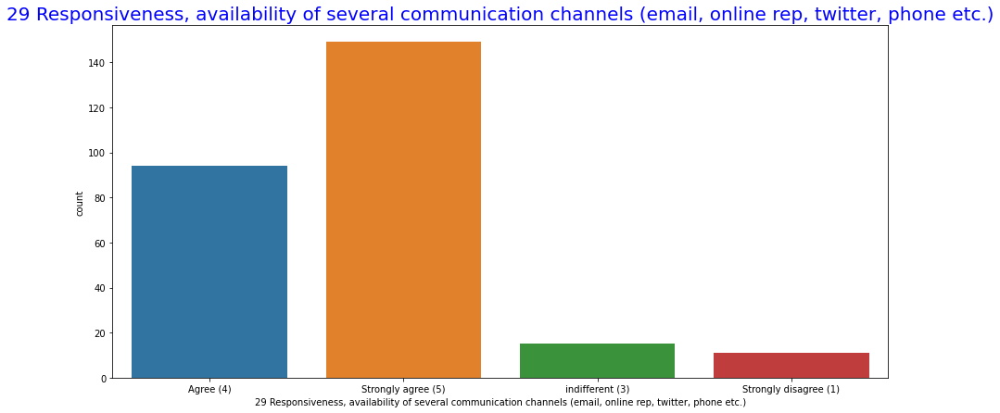 29 Responsiveness, availability of several communication channels (email, online rep, twitter, phone etc.)
140
120
100
80
60
40
20
0
count
Agree (4)
Strongly agree (5)
indifferent (3)
Strongly disagree (1)
29 Responsiveness, availability of several communication channels (email, online rep, twitter, phone etc.)